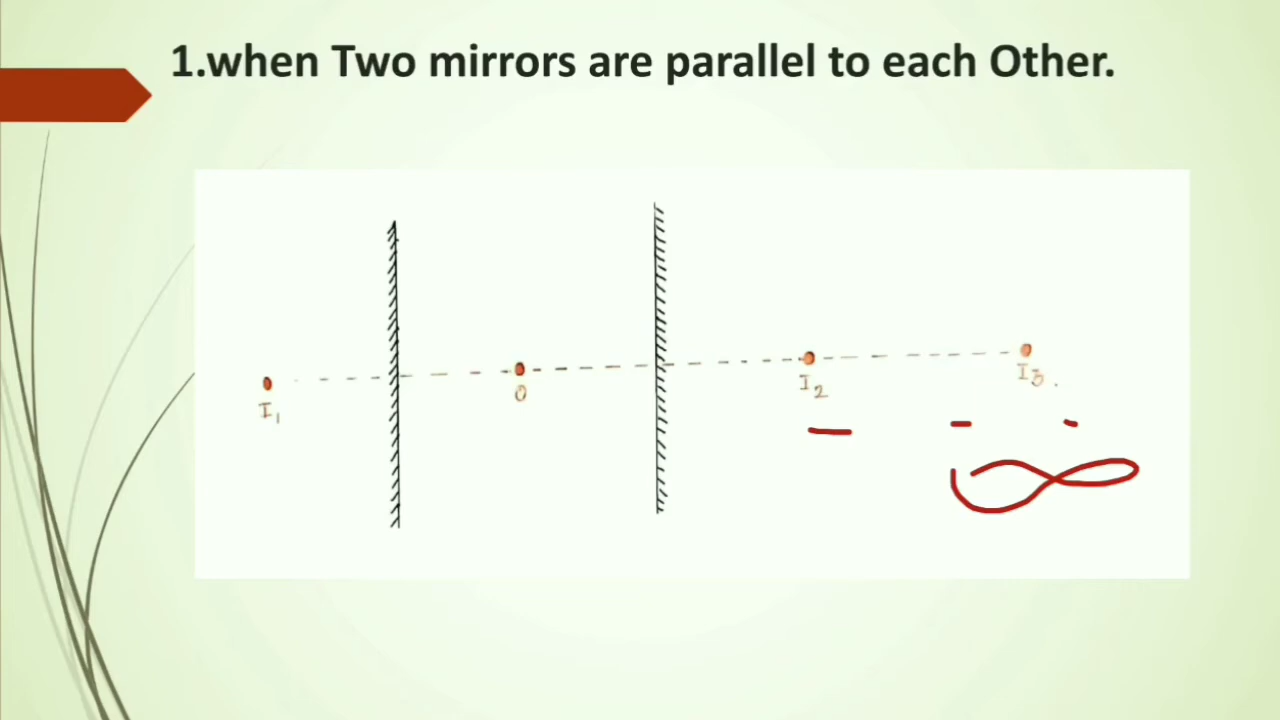 1.when Two mirrors are parallel to each Other.
I₁
O
I₂
I₃.
∞